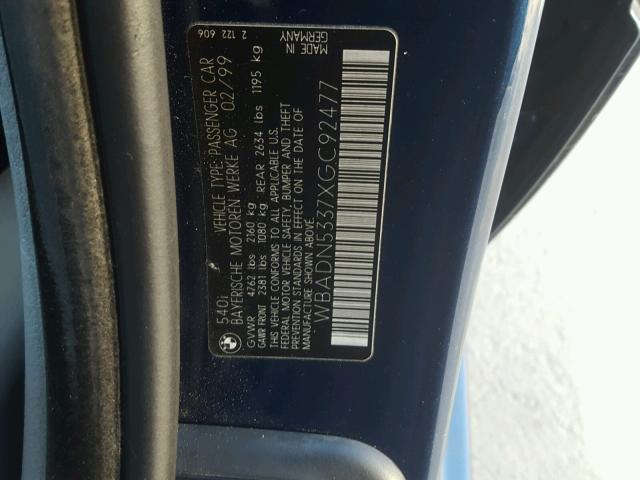 540i VEHICLE TYPE: PASSENGER CAR
BAYERISCHE MOTOREN WERKE AG 02/99
GVWR 4762 lbs 2160 kg
GAWR FRONT 2381 lbs 1080 kg REAR 2634 lbs 1195 kg
THIS VEHICLE CONFORMS TO ALL APPLICABLE U.S.
FEDERAL MOTOR VEHICLE SAFETY, BUMPER AND THEFT
PREVENTION STANDARDS IN EFFECT ON THE DATE OF
MANUFACTURE SHOWN ABOVE.
WBADN5337XGC92477
2 122 606
MADE IN
GERMANY